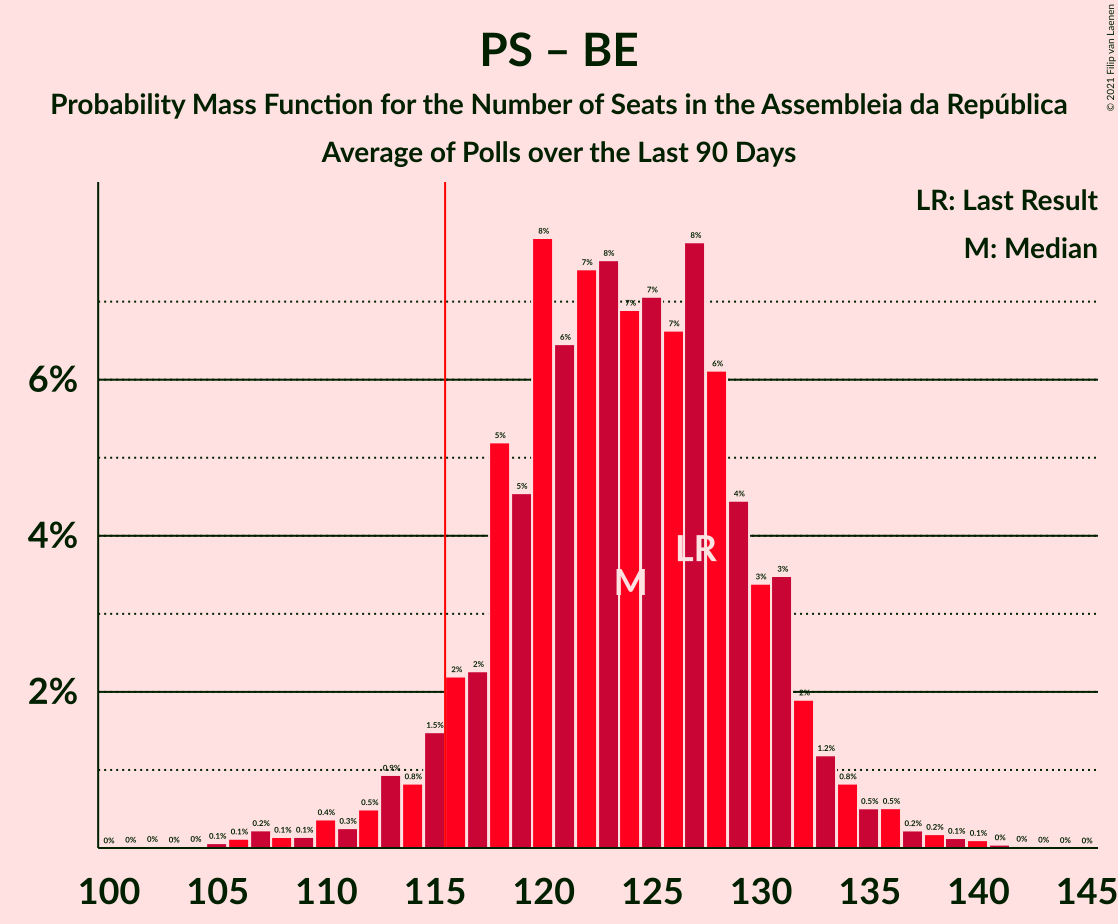 PS – BE
Probability Mass Function for the Number of Seats in the Assembleia da República
Average of Polls over the Last 90 Days
© 2021 Filip van Laenen
LR: Last Result
M: Median
6%
4%
2%
0% 0% 0% 0% 0% 0.1% 0.1% 0.2% 0.1% 0.1% 0.4% 0.3% 0.5% 0.9% 0.8% 1.5% 2% 2% 5% 5% 8% 6% 7% 8% 7% 7% 7% 8% 6% 4% 3% 3% 2% 1.2% 0.8% 0.5% 0.5% 0.2% 0.2% 0.1% 0.1% 0% 0% 0% 0% 0%
LR
M
100 105 110 115 120 125 130 135 140 145